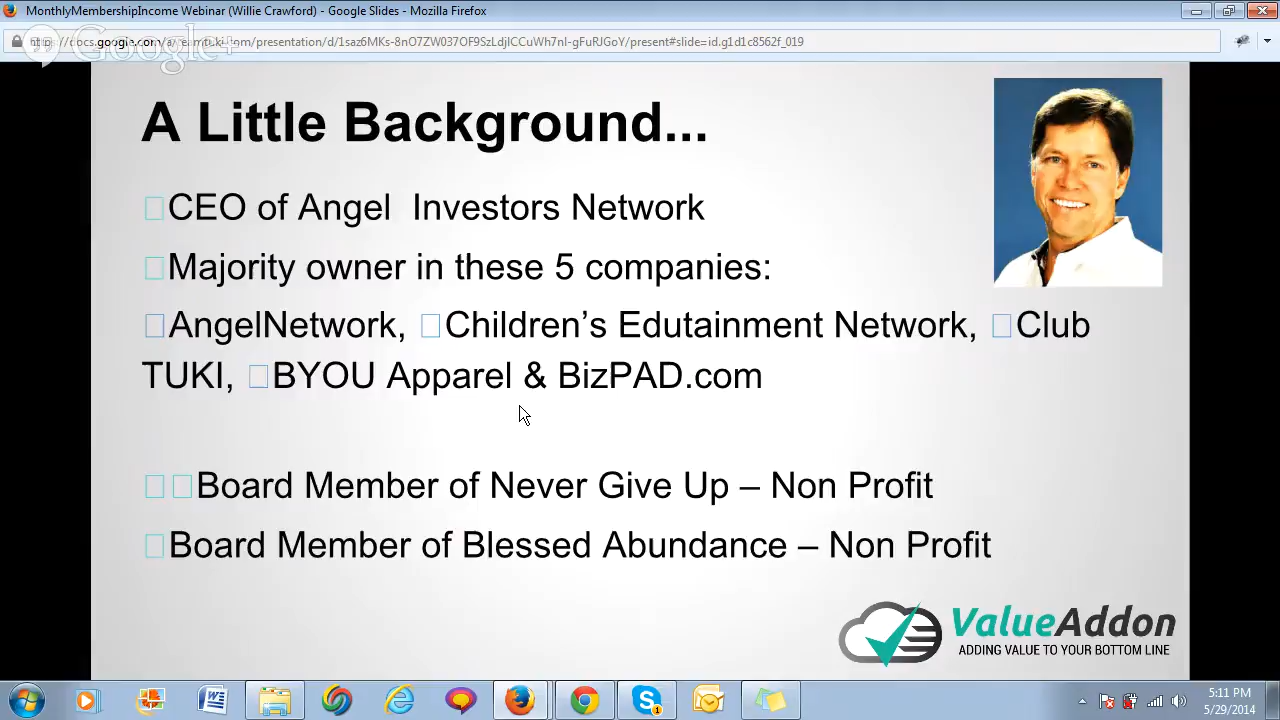 MonthlyMembershipIncome Webinar (Willie Crawford) - Google Slides - Mozilla Firefox
Google+
A Little Background...
CEO of Angel  Investors Network
Majority owner in these 5 companies:
AngelNetwork, Children’s Edutainment Network, Club
TUKI, BYOU Apparel & BizPAD.com
Board Member of Never Give Up – Non Profit
Board Member of Blessed Abundance – Non Profit
ValueAddon
ADDING VALUE TO YOUR BOTTOM LINE
5:11 PM
5/29/2014